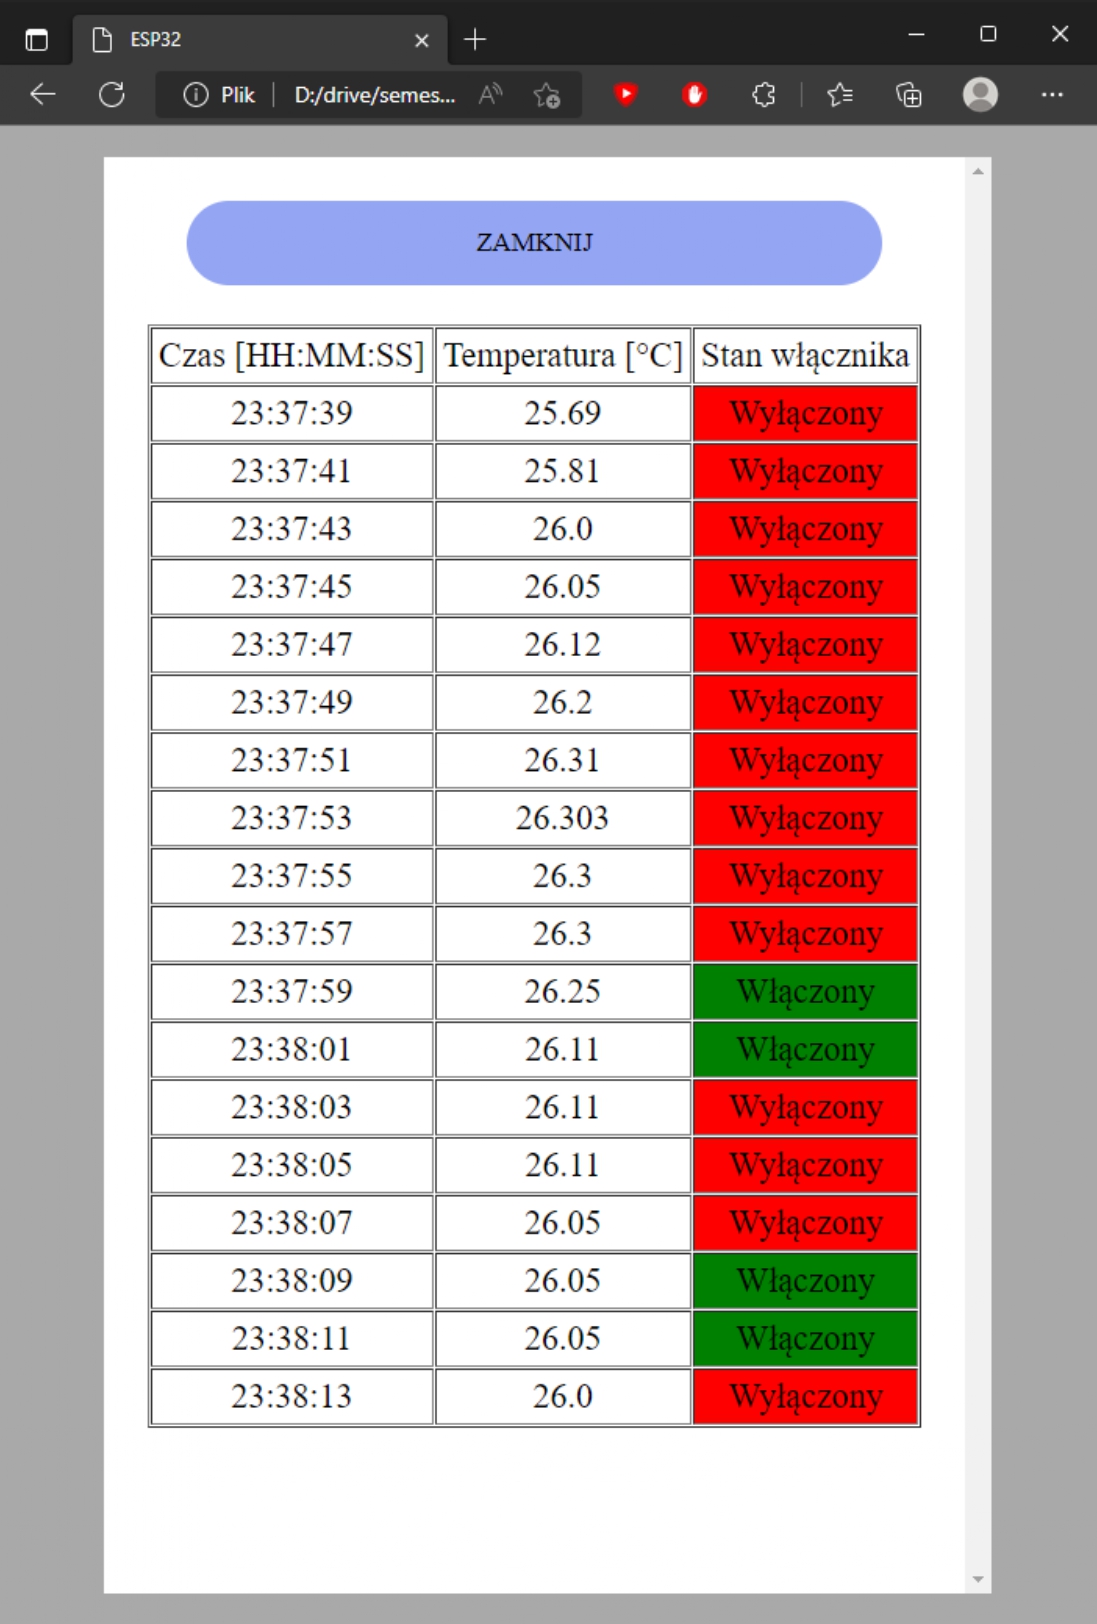 ESP32
Plik D:/drive/semes...
ZAMKNIJ
Czas [HH:MM:SS] Temperatura [°C] Stan włącznika
23:37:39 25.69 Wyłączony
23:37:41 25.81 Wyłączony
23:37:43 26.0 Wyłączony
23:37:45 26.05 Wyłączony
23:37:47 26.12 Wyłączony
23:37:49 26.2 Wyłączony
23:37:51 26.31 Wyłączony
23:37:53 26.303 Wyłączony
23:37:55 26.3 Wyłączony
23:37:57 26.3 Wyłączony
23:37:59 26.25 Włączony
23:38:01 26.11 Włączony
23:38:03 26.11 Wyłączony
23:38:05 26.11 Wyłączony
23:38:07 26.05 Wyłączony
23:38:09 26.05 Włączony
23:38:11 26.05 Włączony
23:38:13 26.0 Wyłączony